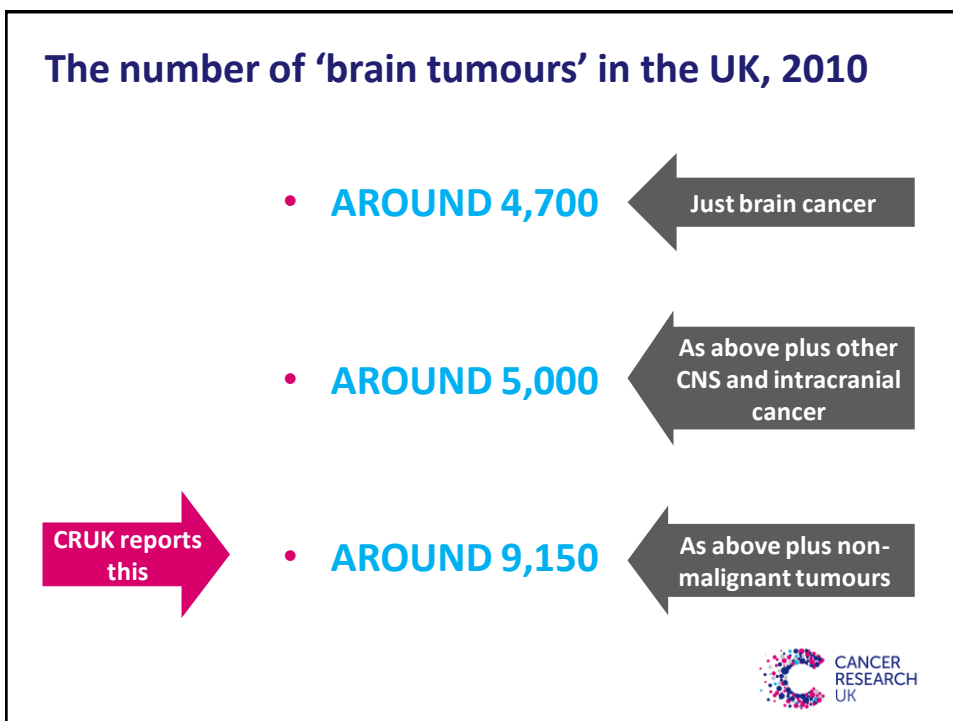 The number of ‘brain tumours’ in the UK, 2010
• AROUND 4,700
Just brain cancer
• AROUND 5,000
As above plus other
CNS and intracranial
cancer
CRUK reports
this
• AROUND 9,150
As above plus non-
malignant tumours
CANCER
RESEARCH
UK